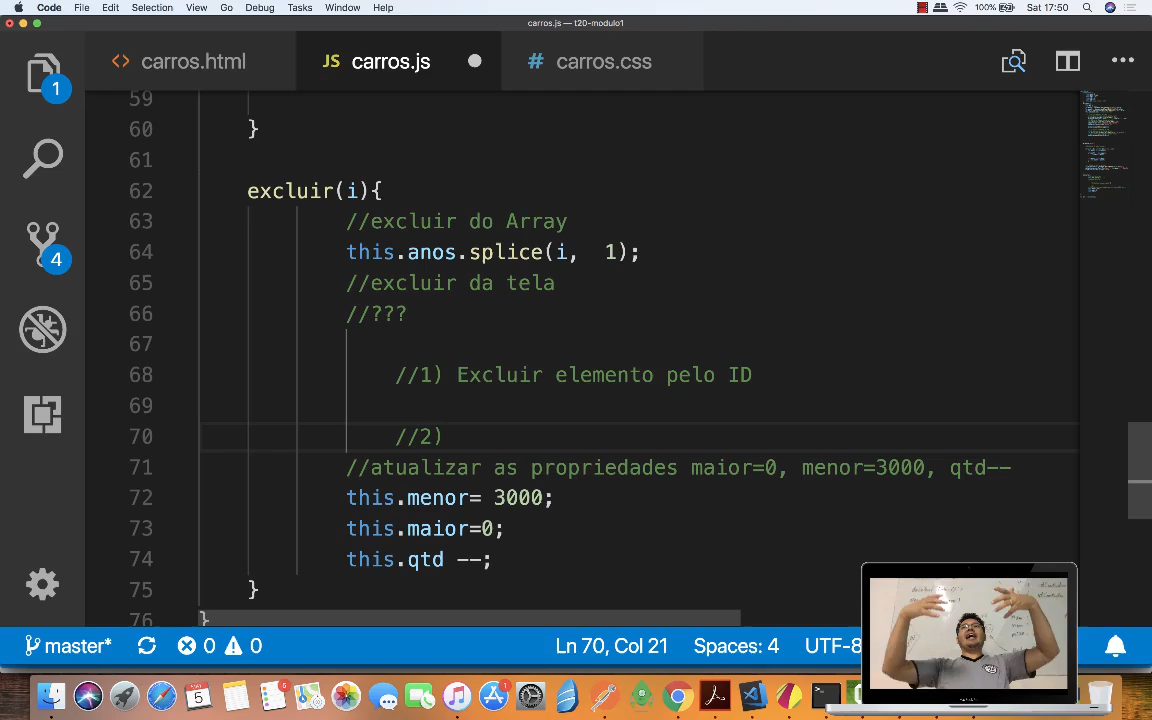 Code File Edit Selection View Go Debug Tasks Window Help 100% Sat 17:50
carros.js — t20-modulo1
<> carros.html JS carros.js # carros.css
1
4
59
60 }
61
62 excluir(i){
63 //excluir do Array
64 this.anos.splice(i, 1);
65 //excluir da tela
66 //???
67
68 //1) Excluir elemento pelo ID
69
70 //2)
71 //atualizar as propriedades maior=0, menor=3000, qtd--
72 this.menor= 3000;
73 this.maior=0;
74 this.qtd --;
75 }
76 }
master* 0 0 Ln 70, Col 21 Spaces: 4 UTF-8
5
6
1